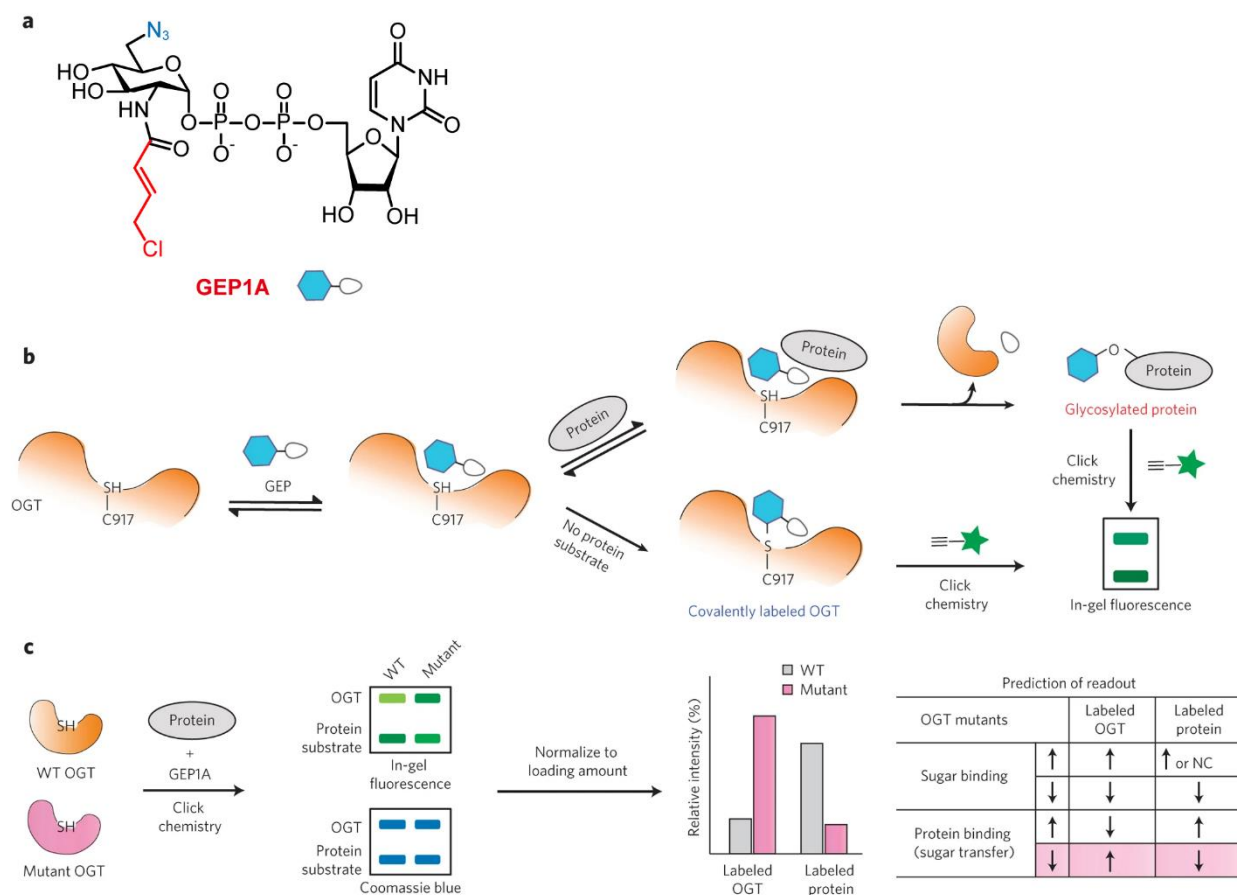 a
N3
O
HO
HO
HN
O
O
O
P
O
P
O
O-
O-
O
O
NH
N
O
O
HO
OH
Cl
GEP1A
b
OGT
SH
C917
GEP
SH
C917
Protein
No protein
substrate
Protein
SH
C917
S
C917
Covalently labeled OGT
O
Protein
Glycosylated protein
Click
chemistry
Click
chemistry
In-gel fluorescence
c
SH
WT OGT
SH
Mutant OGT
Protein
+
GEP1A
Click
chemistry
WT
Mutant
OGT
Protein
substrate
In-gel
fluorescence
OGT
Protein
substrate
Coomassie blue
Normalize to
loading amount
Relative intensity (%)
WT
Mutant
Labeled
OGT
Labeled
protein
Prediction of readout
OGT mutants
Labeled
OGT
Labeled
protein
Sugar binding
↑ ↑ ↑ or NC
↓ ↓ ↓
Protein binding
(sugar transfer)
↑ ↓ ↑
↓ ↑ ↓